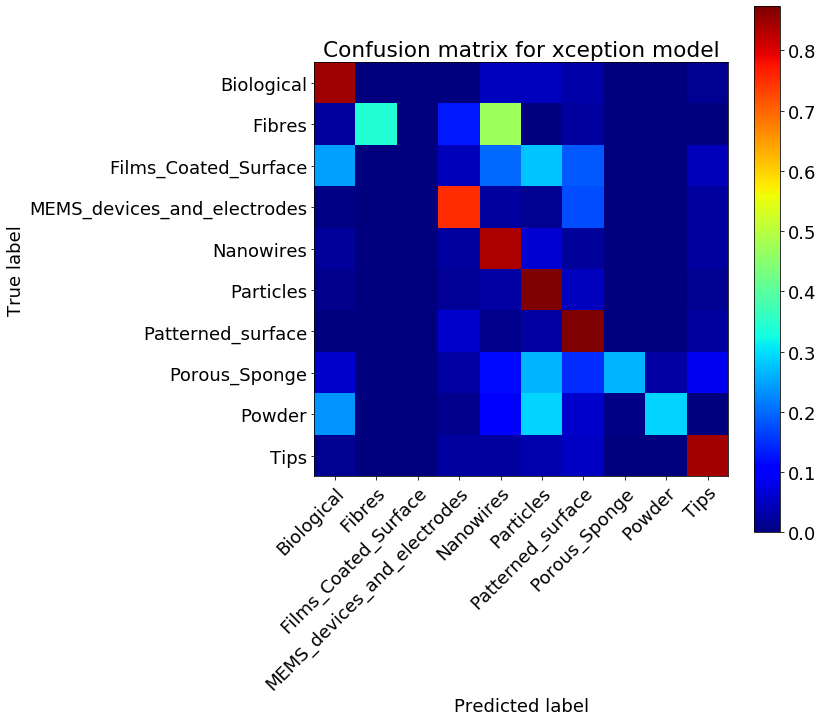 Confusion matrix for xception model
True label
Biological
Fibres
Films_Coated_Surface
MEMS_devices_and_electrodes
Nanowires
Particles
Patterned_surface
Porous_Sponge
Powder
Tips
Biological
Fibres
Films_Coated_Surface
MEMS_devices_and_electrodes
Nanowires
Particles
Patterned_surface
Porous_Sponge
Powder
Tips
Predicted label
0.8
0.7
0.6
0.5
0.4
0.3
0.2
0.1
0.0